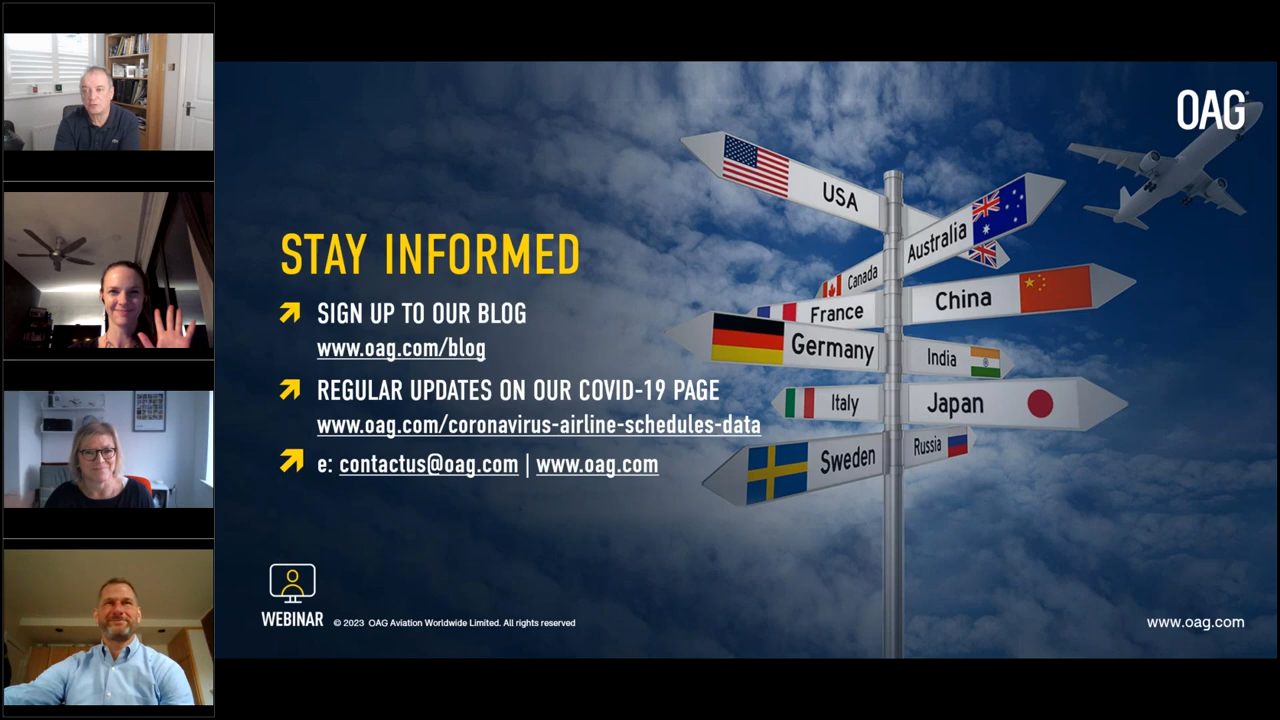 OAG
STAY INFORMED
SIGN UP TO OUR BLOG
www.oag.com/blog
REGULAR UPDATES ON OUR COVID-19 PAGE
www.oag.com/coronavirus-airline-schedules-data
e: contactus@oag.com | www.oag.com
USA
Australia
Canada
China
France
Germany
India
Italy
Japan
Sweden
Russia
WEBINAR
© 2023 OAG Aviation Worldwide Limited. All rights reserved
www.oag.com